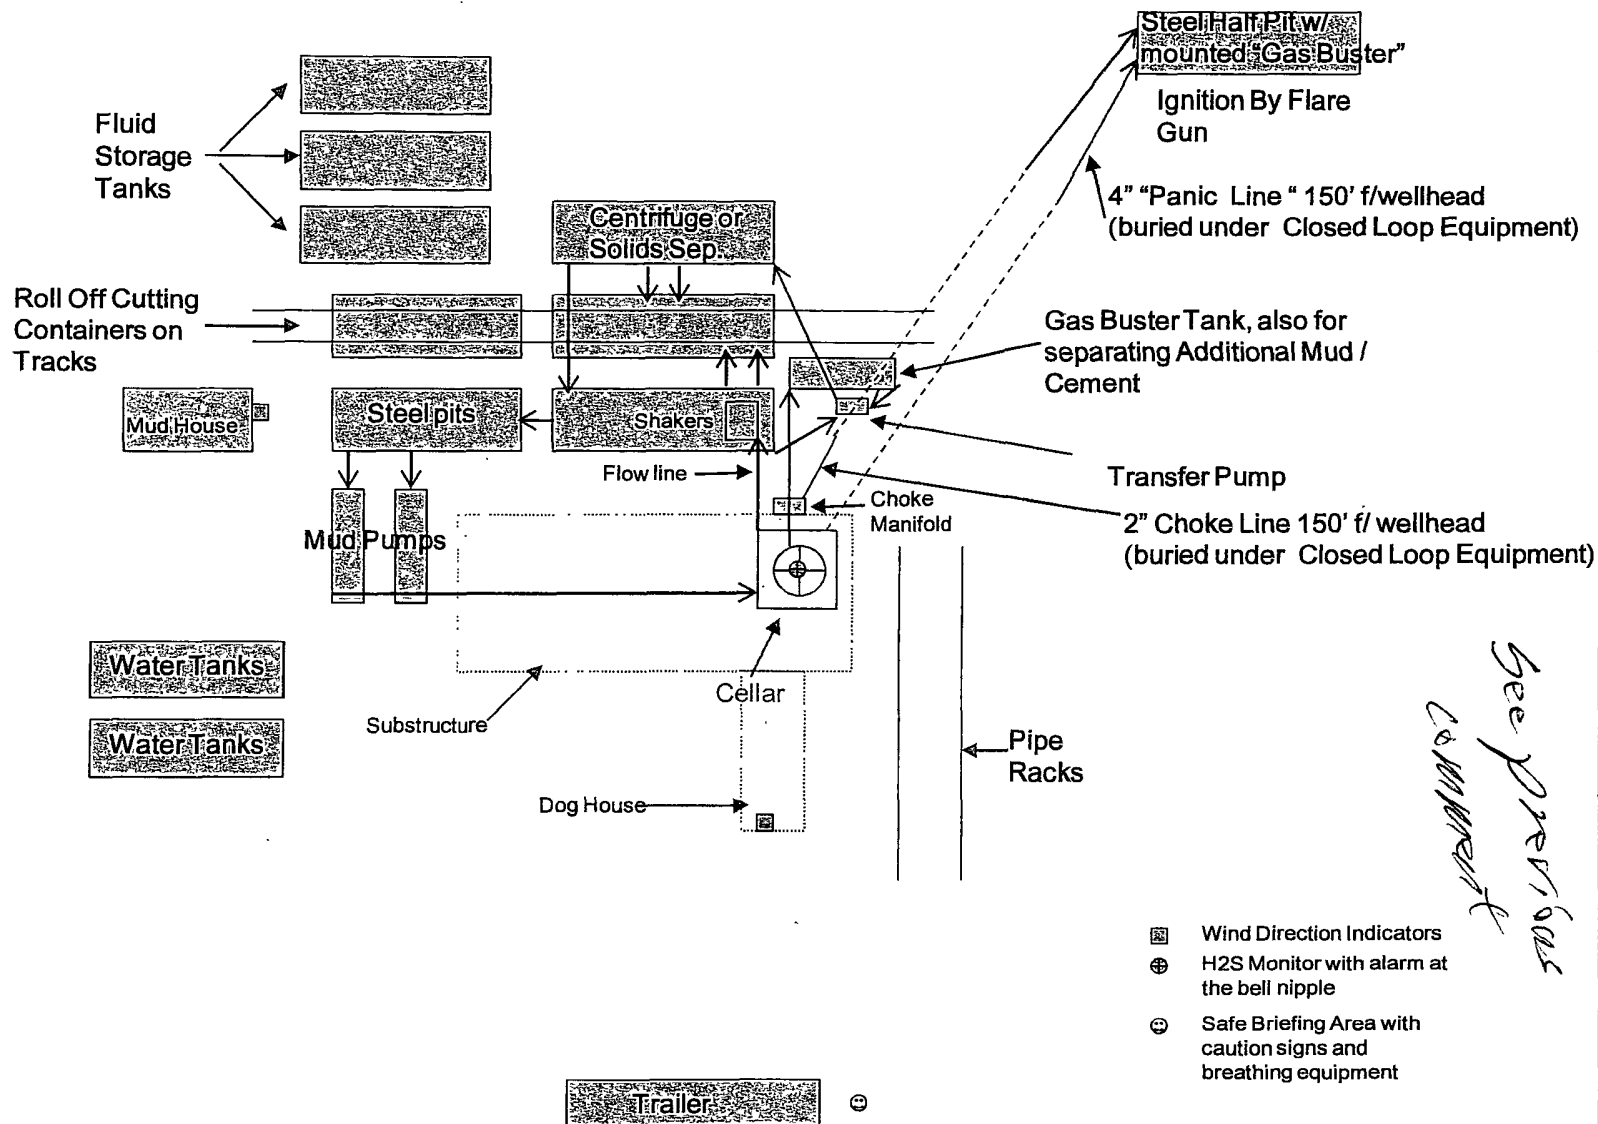 Steel Half Pit w/
mounted "Gas Buster"
Ignition By Flare
Gun
Fluid
Storage
Tanks
4" "Panic Line " 150' f/wellhead
(buried under Closed Loop Equipment)
Centrifuge or
Solids Sep.
Roll Off Cutting
Containers on
Tracks
Gas Buster Tank, also for
separating Additional Mud /
Cement
Mud House
Steel pits
Shakers
Flow line
Transfer Pump
Choke
Manifold
2" Choke Line 150' f/ wellhead
(buried under Closed Loop Equipment)
Mud Pumps
Water Tanks
Water Tanks
Cellar
Substructure
Pipe
Racks
Dog House
See previous
comment
Wind Direction Indicators
H2S Monitor with alarm at
the bell nipple
Safe Briefing Area with
caution signs and
breathing equipment
Trailer